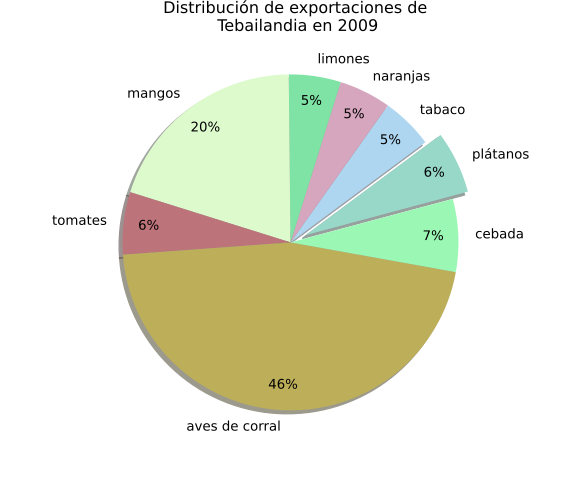 Distribución de exportaciones de
Tebailandia en 2009
limones
5%
naranjas
5%
tabaco
5%
plátanos
6%
cebada
7%
aves de corral
46%
tomates
6%
mangos
20%